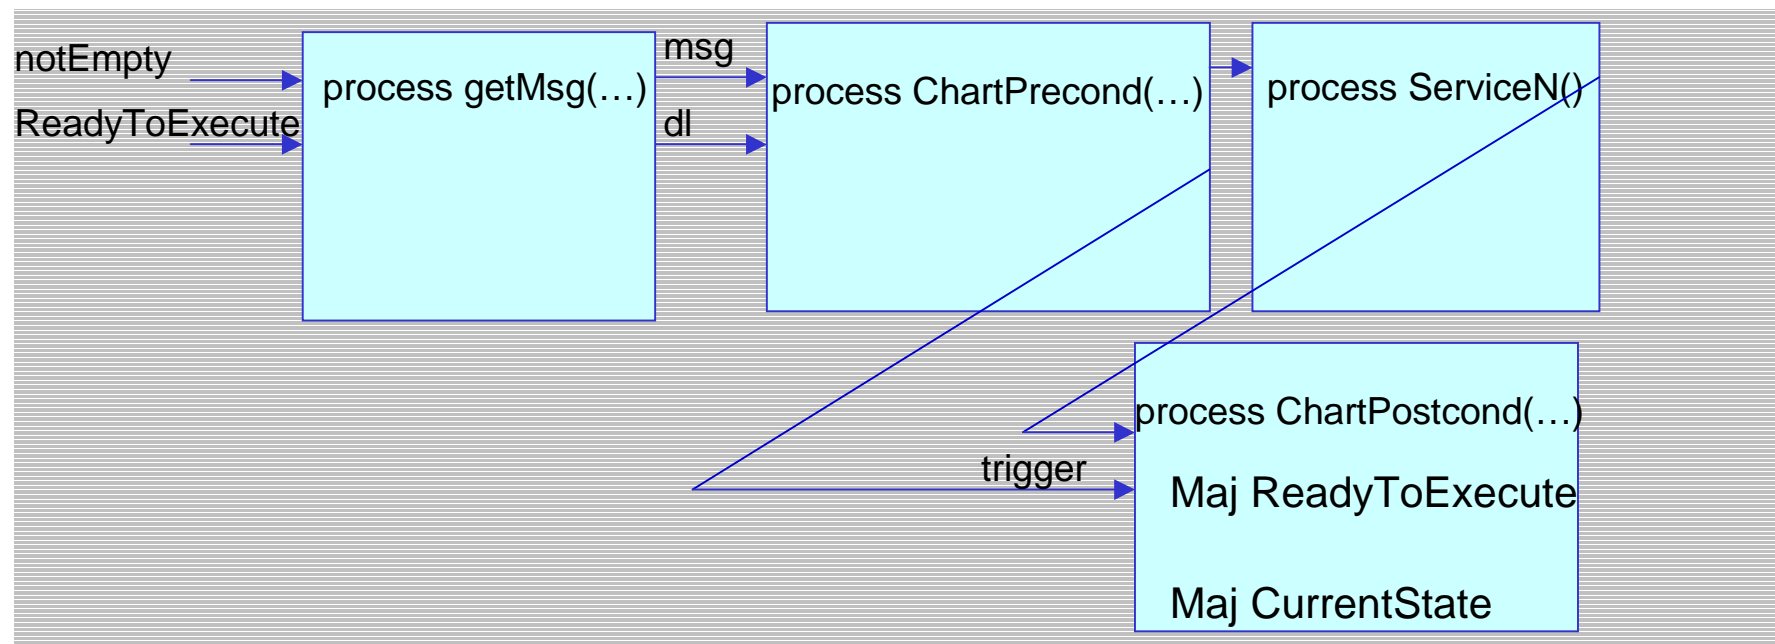 notEmpty
ReadyToExecute
process getMsg(…)
msg
dl
process ChartPrecond(…)
process ServiceN()
process ChartPostcond(…)
trigger
Maj ReadyToExecute
Maj CurrentState